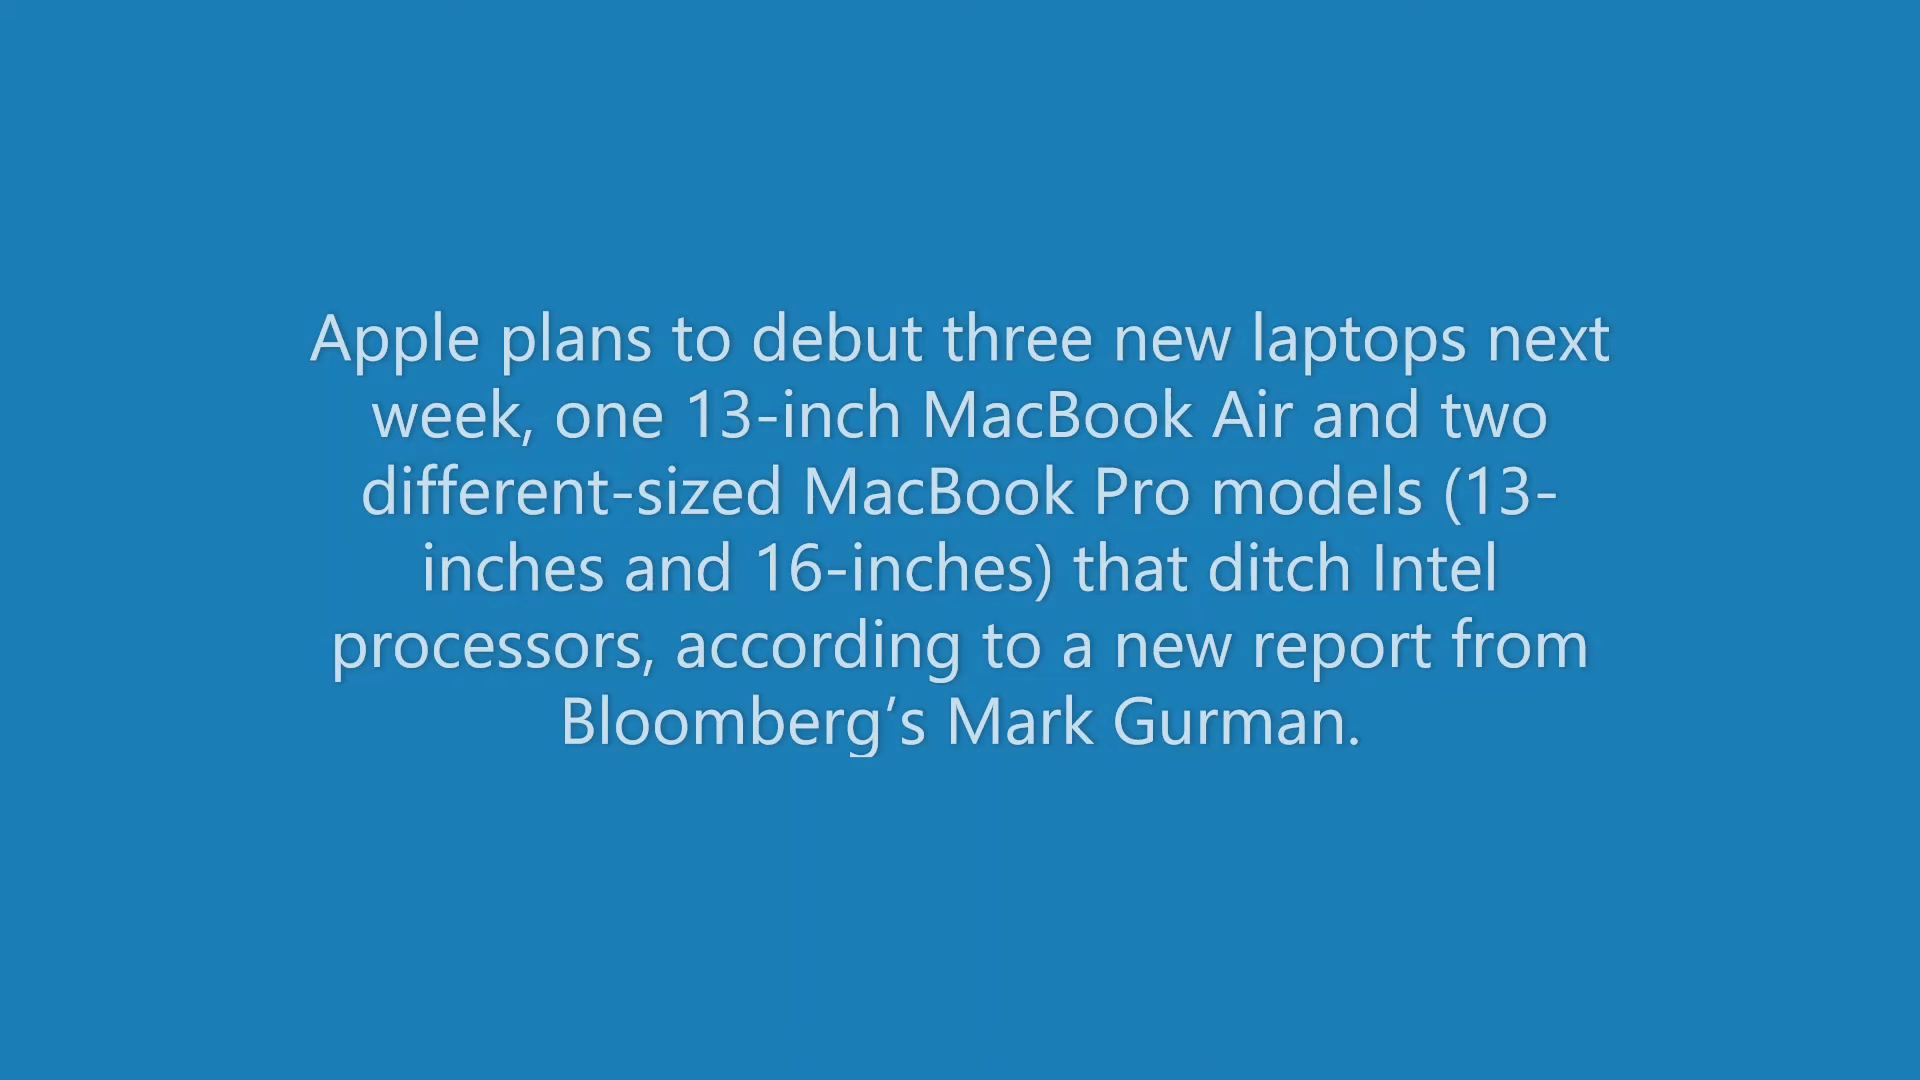 Apple plans to debut three new laptops next
week, one 13-inch MacBook Air and two
different-sized MacBook Pro models (13-
inches and 16-inches) that ditch Intel
processors, according to a new report from
Bloomberg’s Mark Gurman.